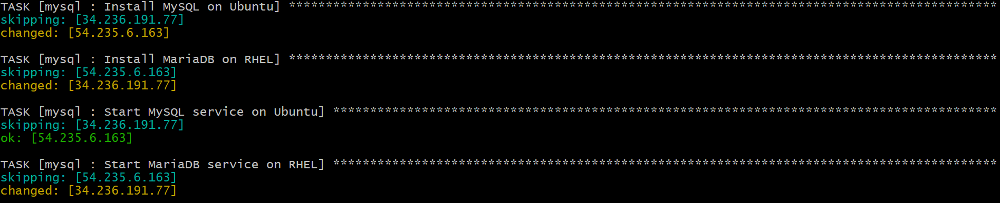 TASK [mysql : Install MySQL on Ubuntu] ************************************************************************************************
skipping: [34.236.191.77]
changed: [54.235.6.163]
TASK [mysql : Install MariaDB on RHEL] ************************************************************************************************
skipping: [54.235.6.163]
changed: [34.236.191.77]
TASK [mysql : Start MySQL service on Ubuntu] ******************************************************************************************
skipping: [34.236.191.77]
ok: [54.235.6.163]
TASK [mysql : Start MariaDB service on RHEL] ******************************************************************************************
skipping: [54.235.6.163]
changed: [34.236.191.77]